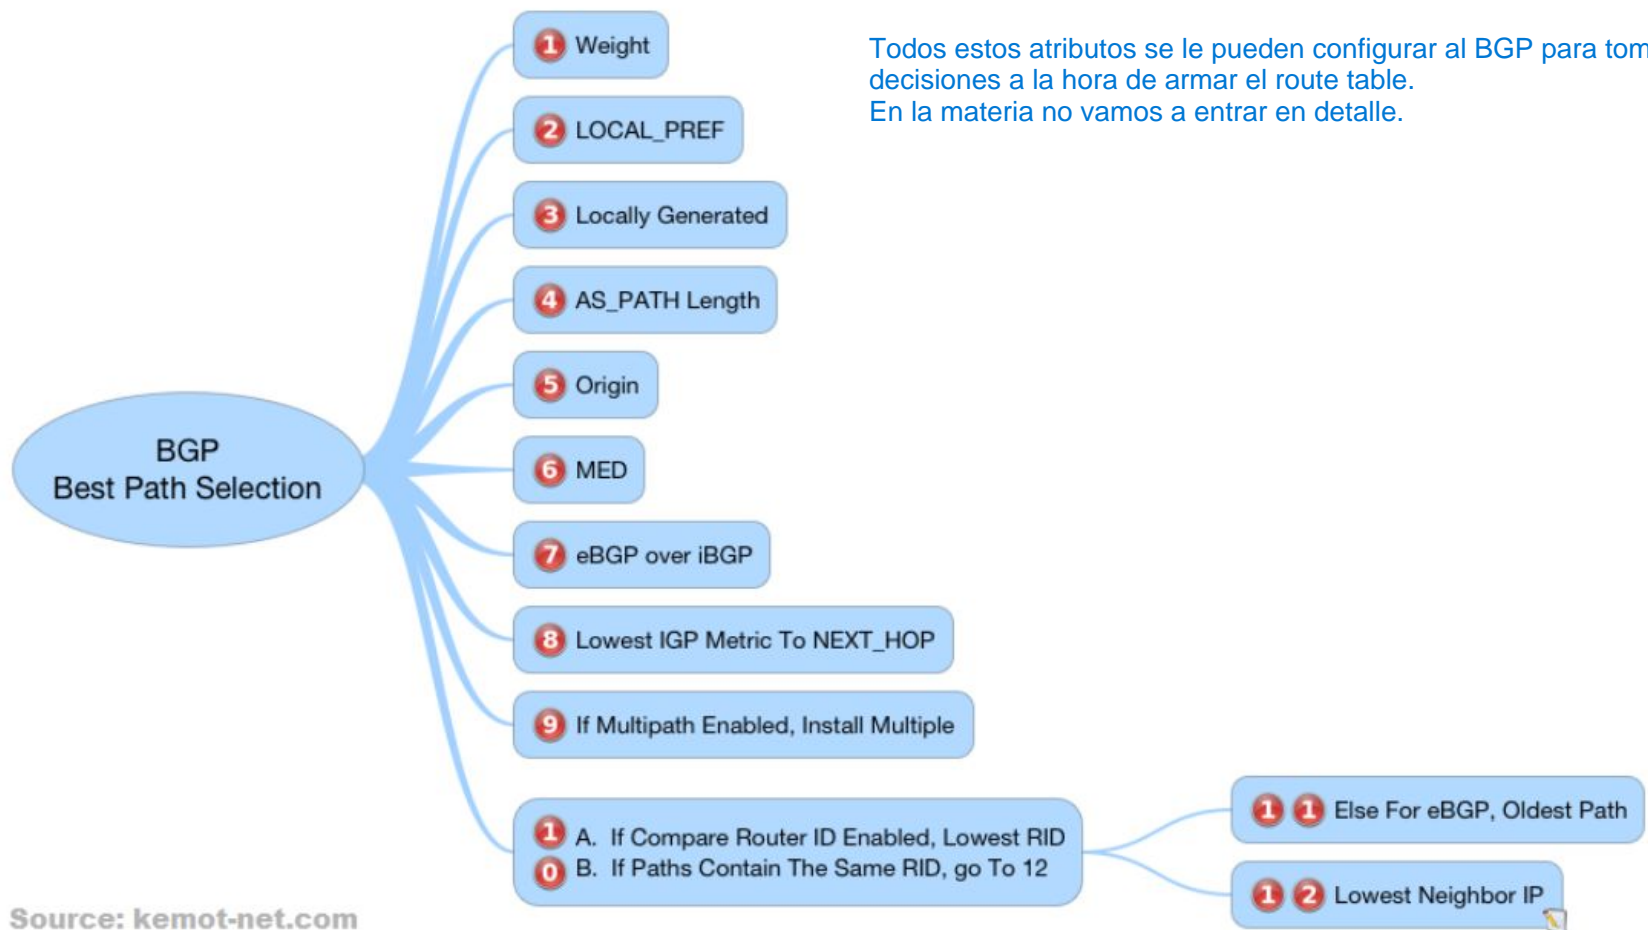 Todos estos atributos se le pueden configurar al BGP para tom
decisiones a la hora de armar el route table.
En la materia no vamos a entrar en detalle.
BGP
Best Path Selection
1 Weight
2 LOCAL_PREF
3 Locally Generated
4 AS_PATH Length
5 Origin
6 MED
7 eBGP over iBGP
8 Lowest IGP Metric To NEXT_HOP
9 If Multipath Enabled, Install Multiple
1 A. If Compare Router ID Enabled, Lowest RID
0 B. If Paths Contain The Same RID, go To 12
1 1 Else For eBGP, Oldest Path
1 2 Lowest Neighbor IP
Source: kemot-net.com